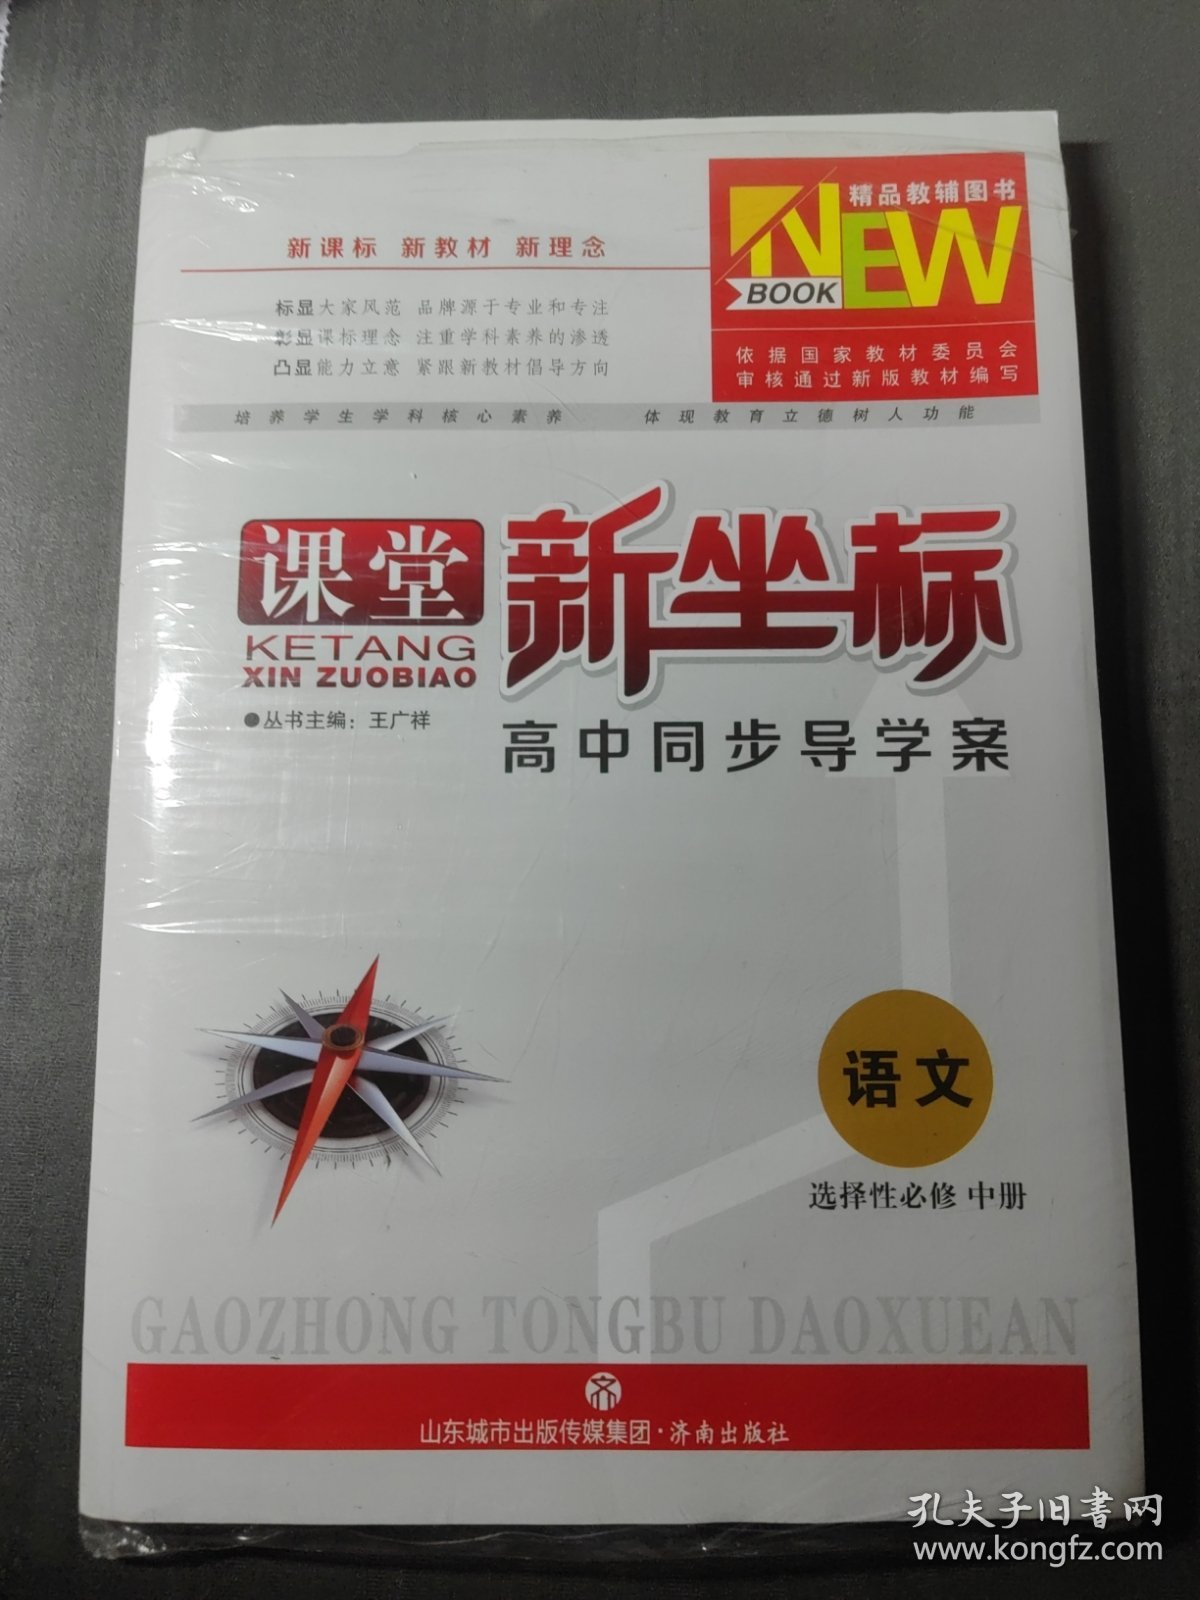 精品教辅图书
NEW
BOOK
依据国家教材委员会
审核通过新版教材编写
新课标 新教材 新理念
标显大家风范 品牌源于专业和专注
彰显课标理念 注重学科素养的渗透
凸显能力立意 紧跟新教材倡导方向
培养学生学科核心素养 体现教育立德树人功能
课堂 新坐标
KETANG
XIN ZUOBIAO
●丛书主编：王广祥
高中同步导学案
语文
选择性必修 中册
GAOZHONG TONGBU DAOXUEAN
山东城市出版传媒集团·济南出版社
孔夫子旧書网
www.kongfz.com